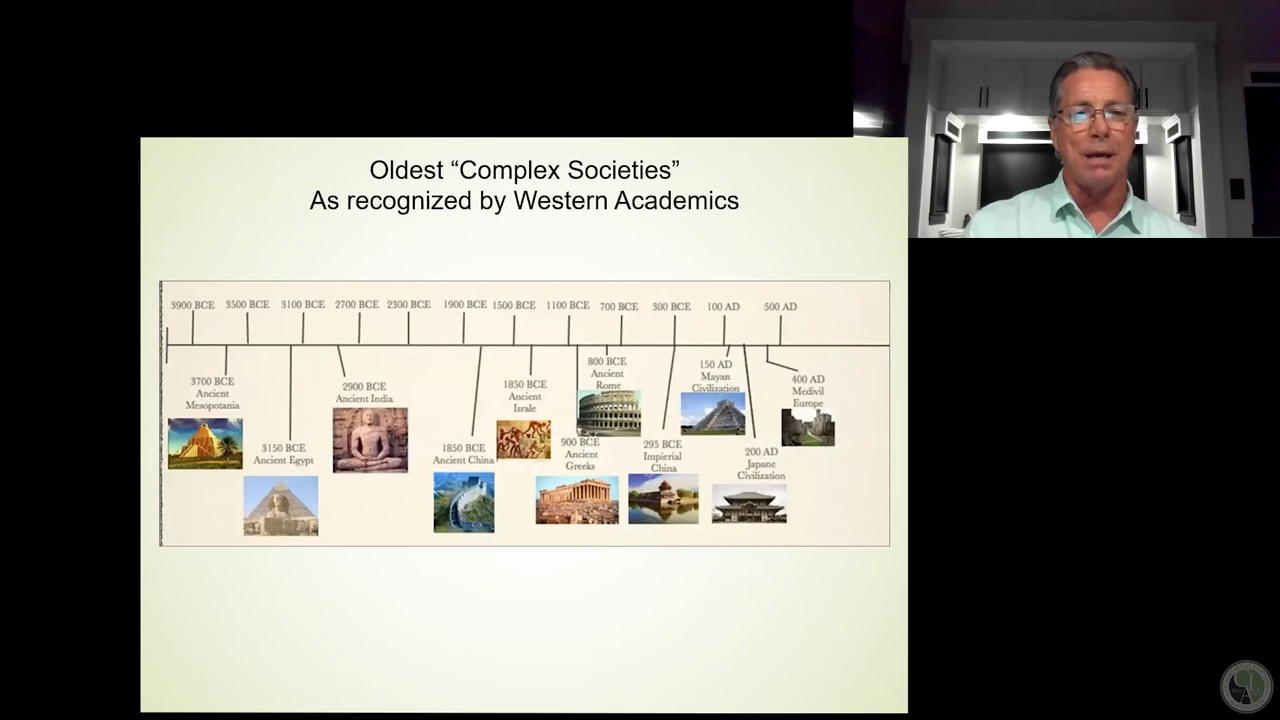 Oldest “Complex Societies”
As recognized by Western Academics
3900 BCE 3500 BCE 3100 BCE 2700 BCE 2300 BCE 1900 BCE 1500 BCE 1100 BCE 700 BCE 300 BCE 100 AD 500 AD
3700 BCE
Ancient
Mesopotania
3150 BCE
Ancient Egypt
2900 BCE
Ancient India
1850 BCE
Ancient China
1850 BCE
Ancient
Israle
900 BCE
Ancient
Greeks
800 BCE
Ancient
Rome
295 BCE
Impierial
China
150 AD
Mayan
Civilization
200 AD
Japane
Civilization
400 AD
Medivil
Europe